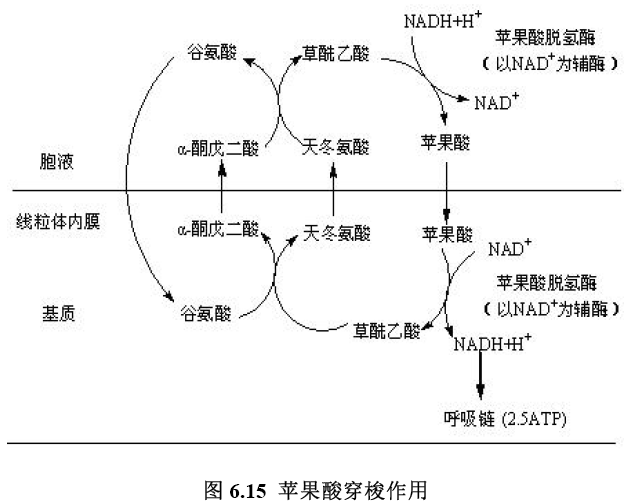 NADH+H⁺
谷氨酸
草酰乙酸
苹果酸脱氢酶
（以NAD⁺为辅酶）
NAD⁺
α-酮戊二酸
天冬氨酸
苹果酸
胞液
线粒体内膜
α-酮戊二酸
天冬氨酸
苹果酸
NAD⁺
苹果酸脱氢酶
（以NAD⁺为辅酶）
基质
谷氨酸
草酰乙酸
NADH+H⁺
呼吸链 (2.5ATP)
图 6.15 苹果酸穿梭作用